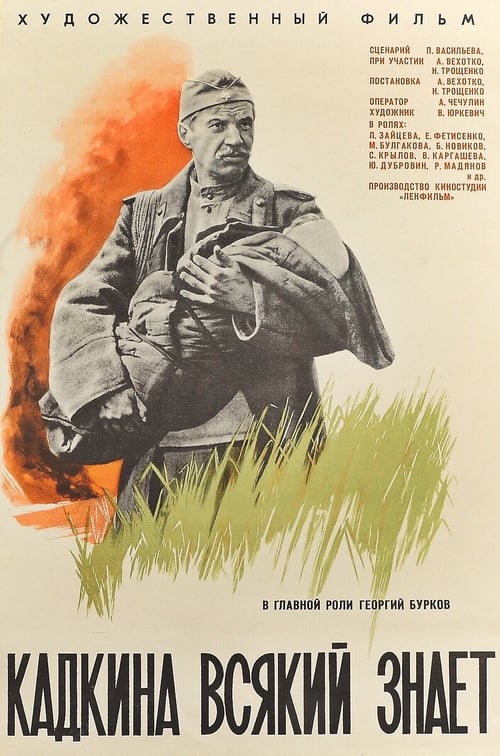 ХУДОЖЕСТВЕННЫЙ ФИЛЬМ
СЦЕНАРИЙ П. ВАСИЛЬЕВА,
ПРИ УЧАСТИИ А. ВЕХОТКО,
Н. ТРОЩЕНКО
ПОСТАНОВКА А. ВЕХОТКО,
Н. ТРОЩЕНКО
ОПЕРАТОР А. ЧЕЧУЛИН
ХУДОЖНИК В. ЮРКЕВИЧ
В РОЛЯХ:
Л. ЗАЙЦЕВА, Е. ФЕТИСЕНКО,
М. БУЛГАКОВА, Б. НОВИКОВ,
С. КРЫЛОВ, В. КАРГАШЕВА,
Ю. ДУБРОВИН, Р. МАДЯНОВ
И ДР.
ПРОИЗВОДСТВО КИНОСТУДИИ
«ЛЕНФИЛЬМ»
В ГЛАВНОЙ РОЛИ ГЕОРГИЙ БУРКОВ
КАДКИНА ВСЯКИЙ ЗНАЕТ